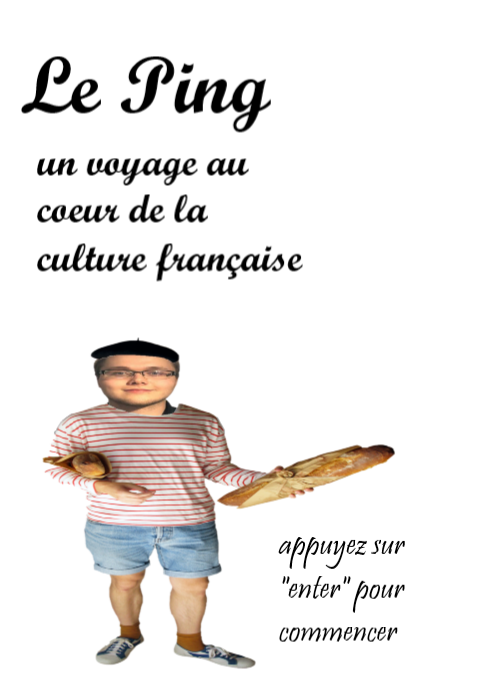 Le Ping
un voyage au
coeur de la
culture française
appuyez sur
"enter" pour
commencer